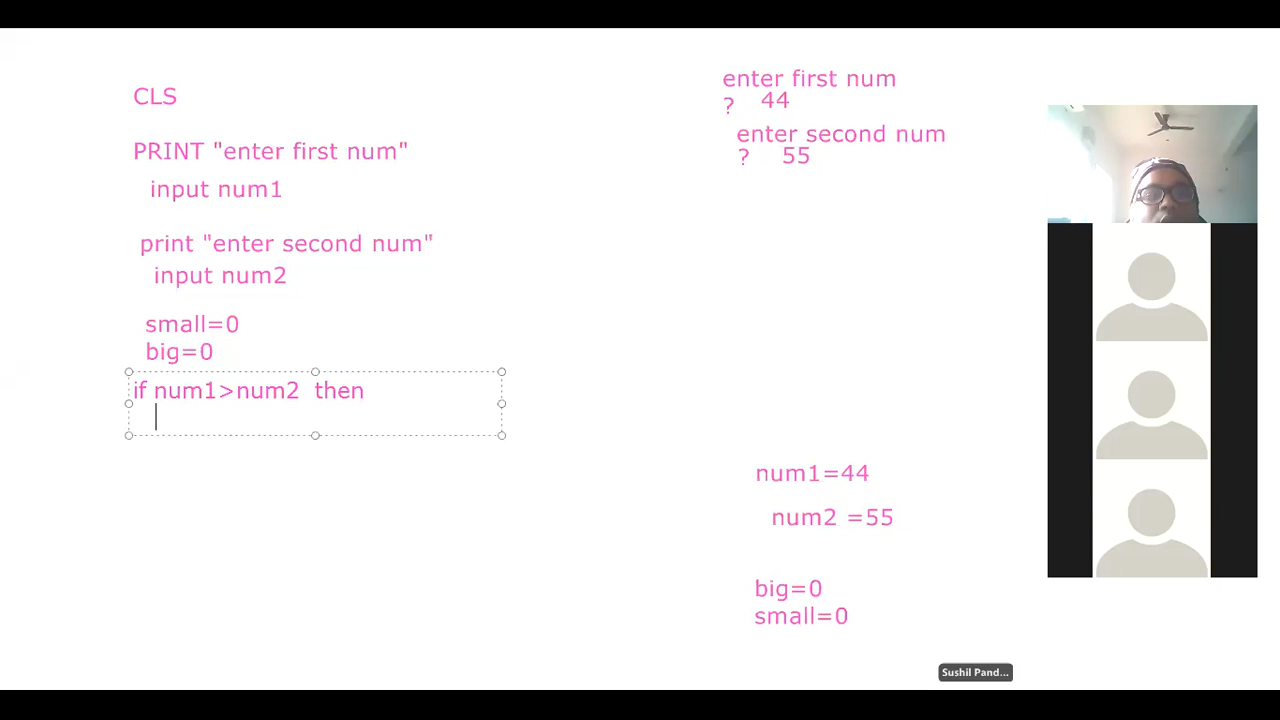 CLS
PRINT "enter first num"
input num1
print "enter second num"
input num2
small=0
big=0
if num1>num2 then
enter first num
? 44
enter second num
? 55
num1=44
num2 =55
big=0
small=0
Sushil Pand...